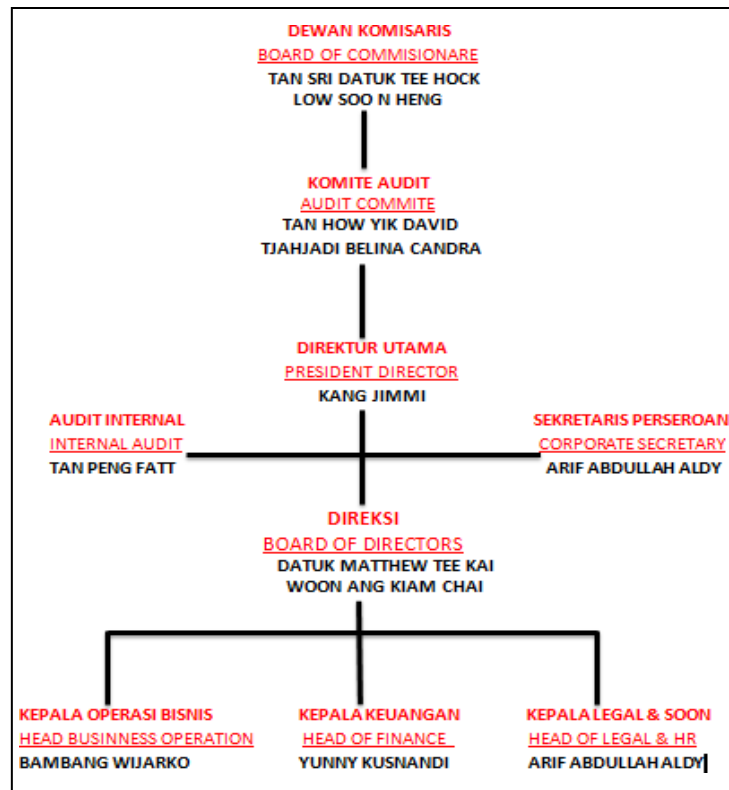 DEWAN KOMISARIS
BOARD OF COMMISIONARE
TAN SRI DATUK TEE HOCK
LOW SOO N HENG
KOMITE AUDIT
AUDIT COMMITE
TAN HOW YIK DAVID
TJAHJADI BELINA CANDRA
DIREKTUR UTAMA
PRESIDENT DIRECTOR
KANG JIMMI
AUDIT INTERNAL
INTERNAL AUDIT
TAN PENG FATT
SEKRETARIS PERSEROAN
CORPORATE SECRETARY
ARIF ABDULLAH ALDY
DIREKSI
BOARD OF DIRECTORS
DATUK MATTHEW TEE KAI
WOON ANG KIAM CHAI
KEPALA OPERASI BISNIS
HEAD BUSINNESS OPERATION
BAMBANG WIJARKO
KEPALA KEUANGAN
HEAD OF FINANCE
YUNNY KUSNANDI
KEPALA LEGAL & SOON
HEAD OF LEGAL & HR
ARIF ABDULLAH ALDY